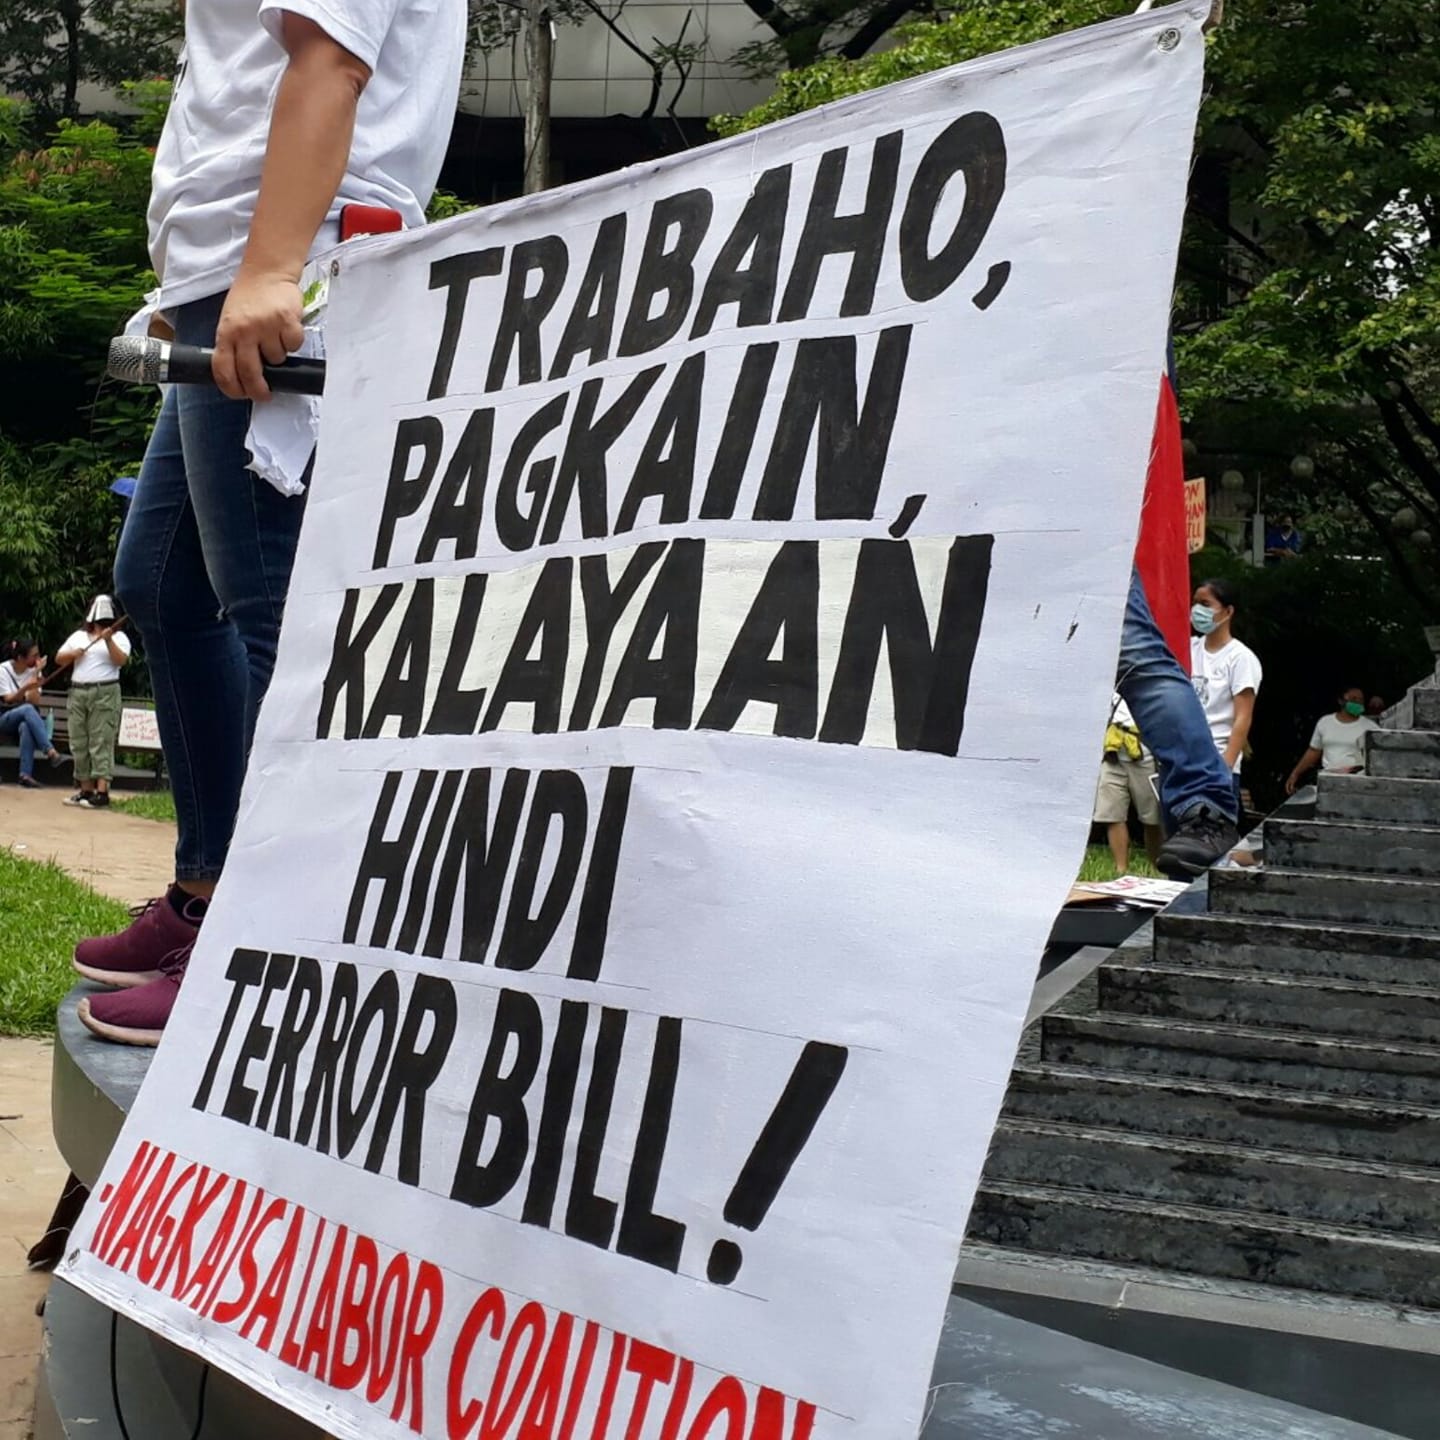 TRABAHO,
PAGKAIN,
KALAYAAN
HINDI
TERROR BILL!
-NAGKAISA LABOR COALITION